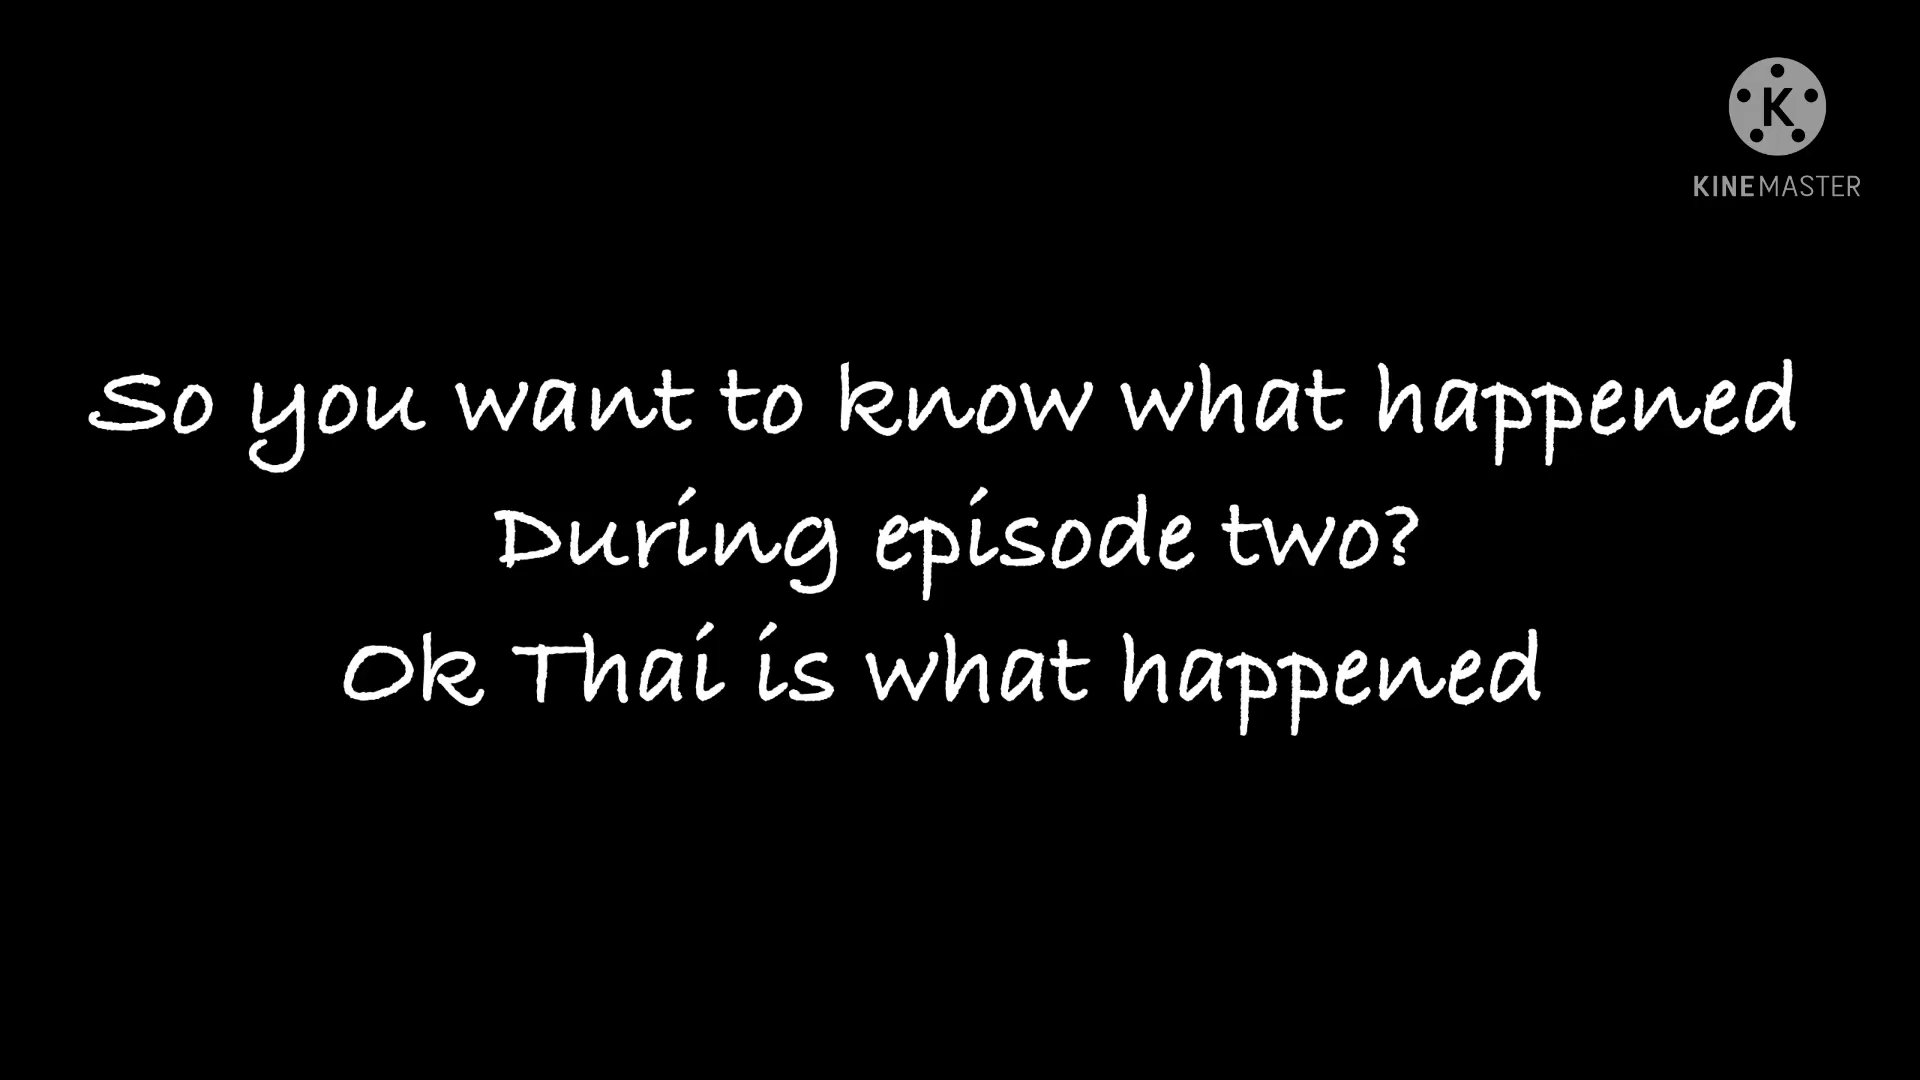 K
KINEMASTER
So you want to know what happened
During episode two?
Ok Thai is what happened